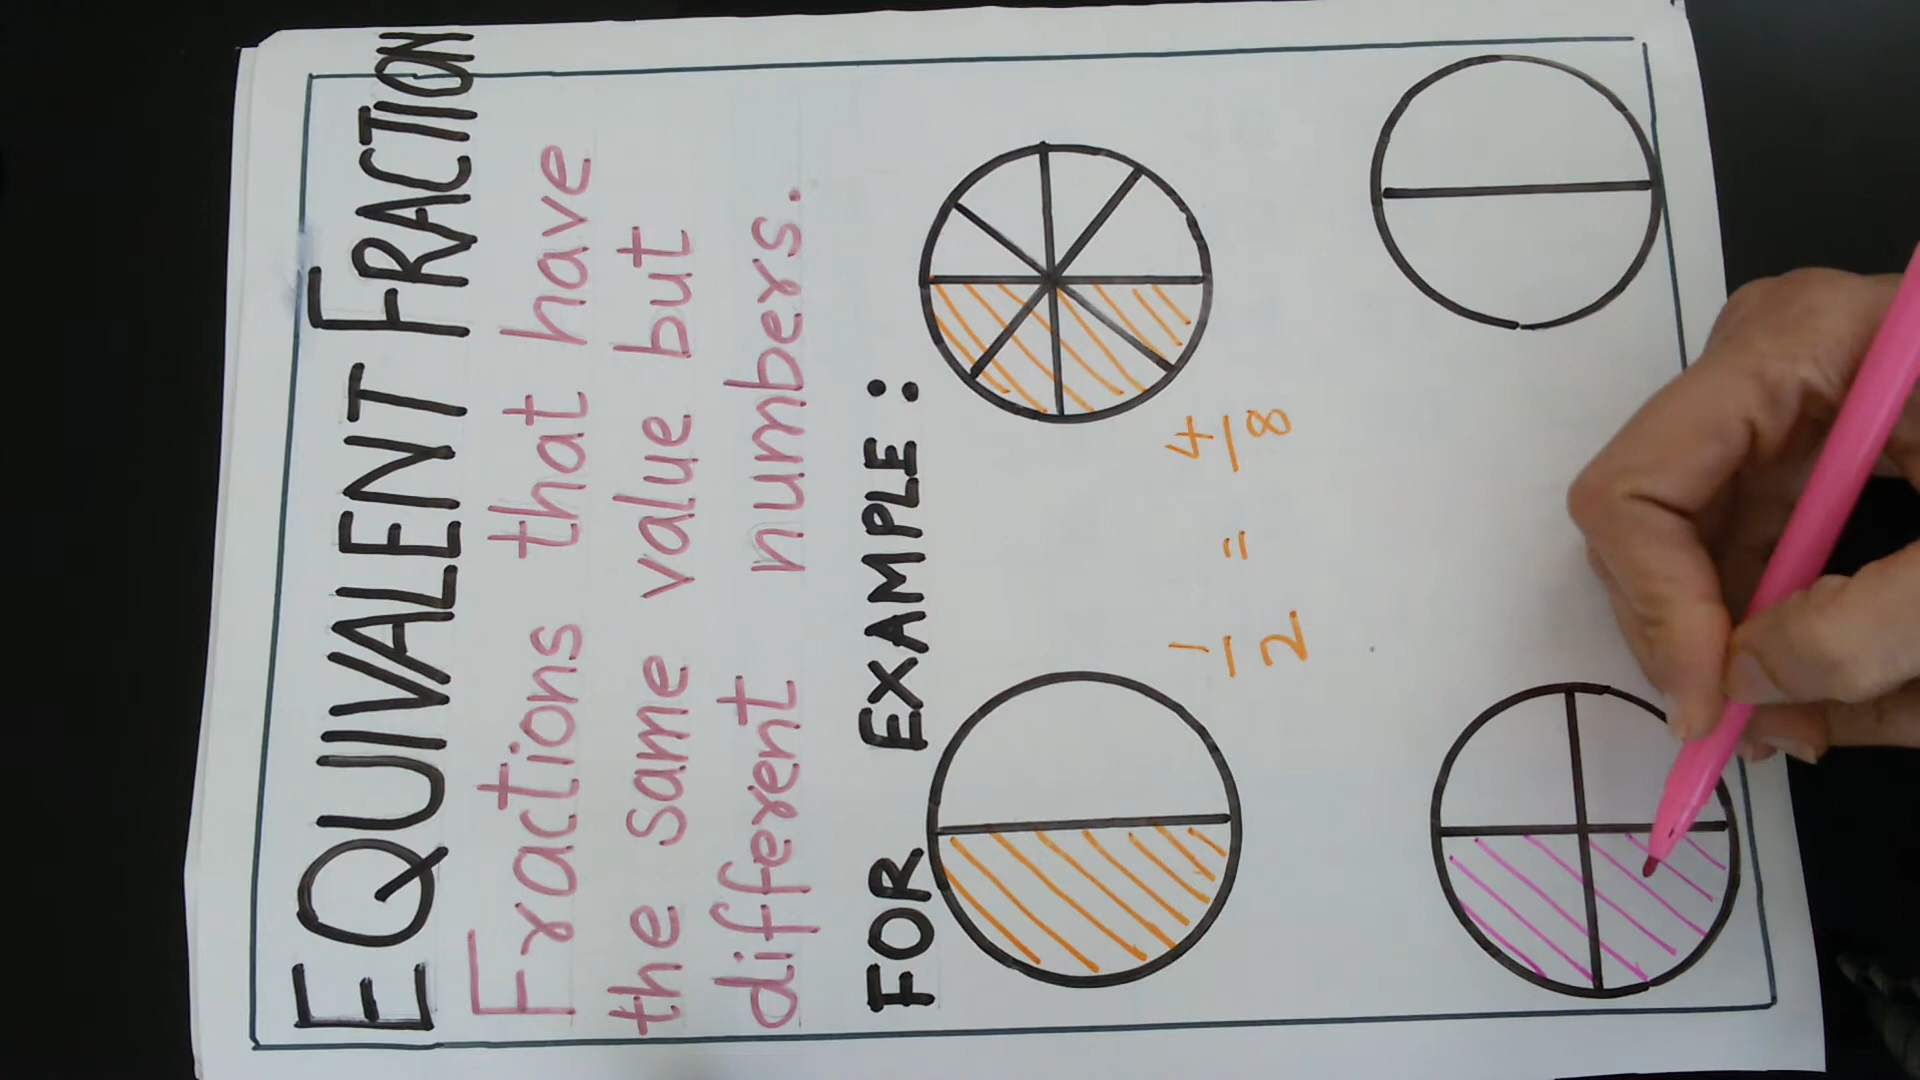 EQUIVALENT FRACTION
Fractions that have
the same value but
different numbers.
FOR EXAMPLE:
1/2 = 4/8